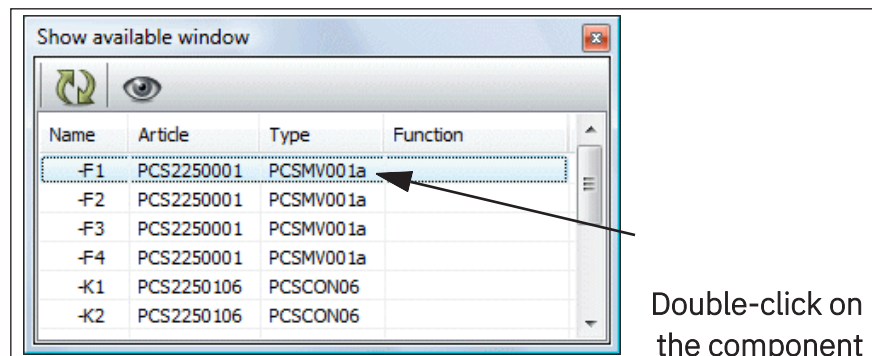 Show available window
Name Article Type Function
-F1 PCS2250001 PCSMV001a
-F2 PCS2250001 PCSMV001a
-F3 PCS2250001 PCSMV001a
-F4 PCS2250001 PCSMV001a
-K1 PCS2250106 PCSCON06
-K2 PCS2250106 PCSCON06
Double-click on
the component